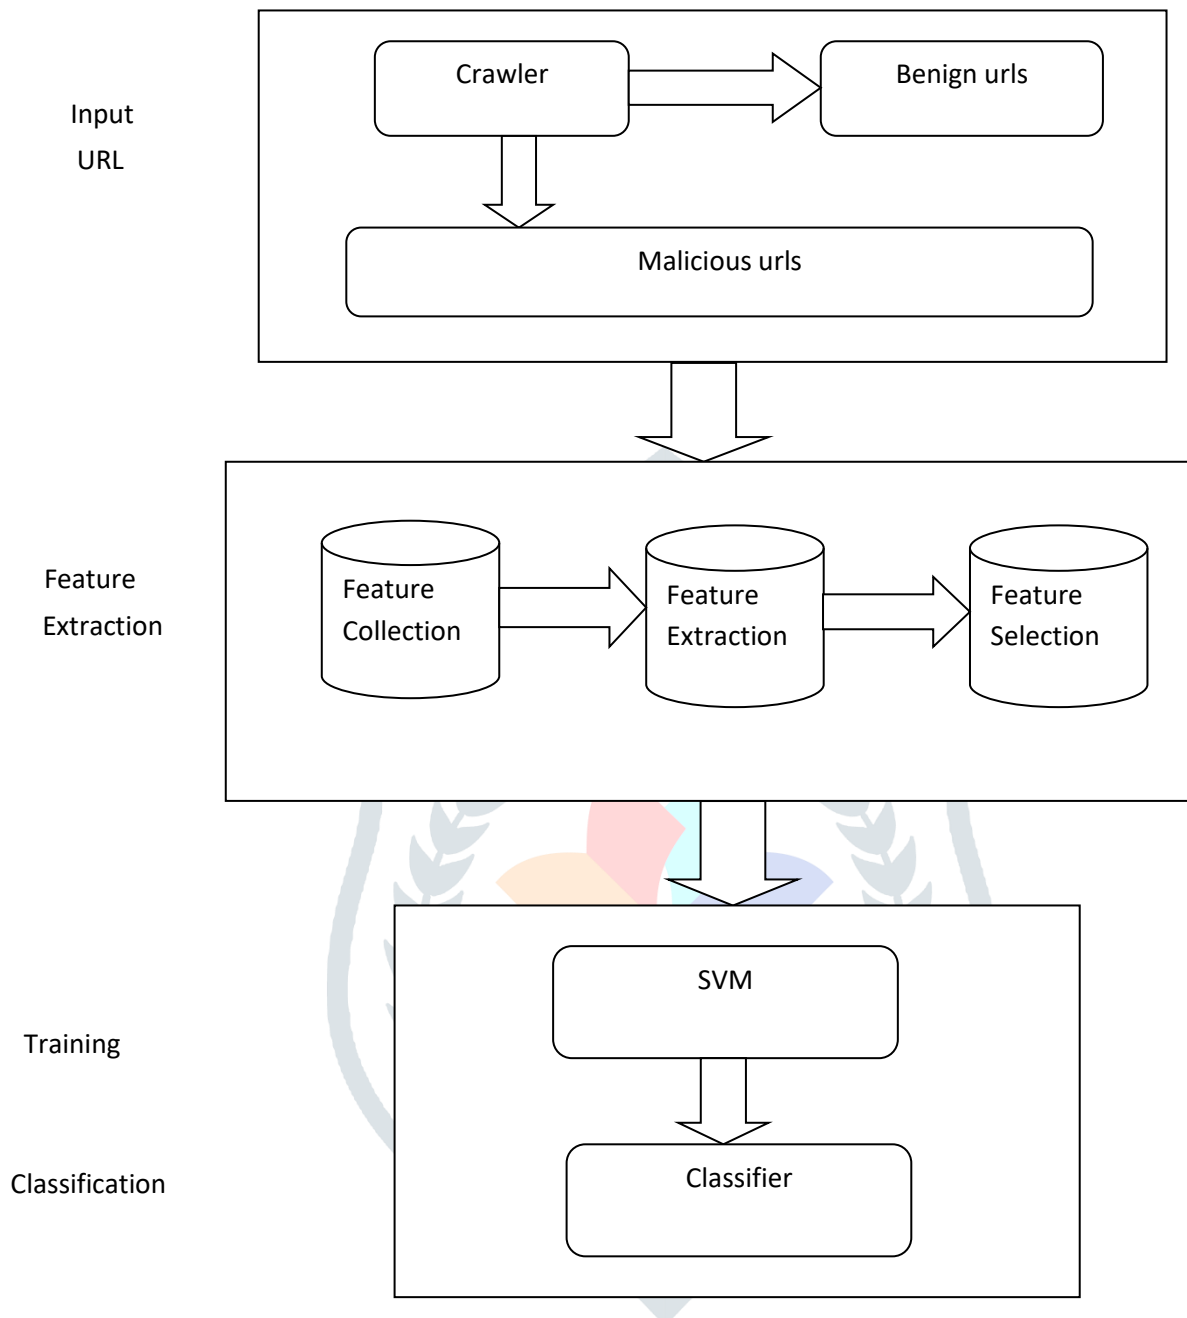 Crawler
Benign urls
Input
URL
Malicious urls
Feature
Extraction
Feature
Collection
Feature
Extraction
Feature
Selection
SVM
Training
Classifier
Classification